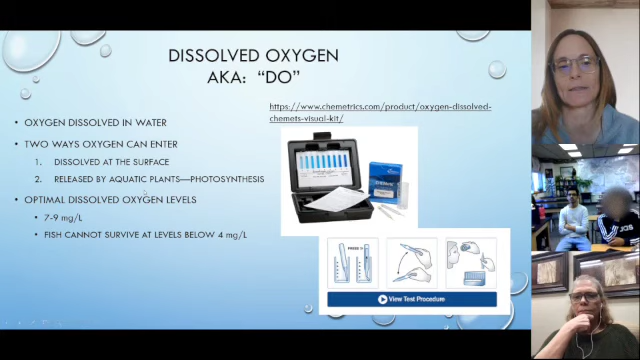 DISSOLVED OXYGEN
AKA: "DO"
• OXYGEN DISSOLVED IN WATER
• TWO WAYS OXYGEN CAN ENTER
1. DISSOLVED AT THE SURFACE
2. RELEASED BY AQUATIC PLANTS—PHOTOSYNTHESIS
• OPTIMAL DISSOLVED OXYGEN LEVELS
• 7-9 mg/L
• FISH CANNOT SURVIVE AT LEVELS BELOW 4 mg/L
https://www.chemetrics.com/product/oxygen-dissolved-
chemets-visual-kit/
View Test Procedure